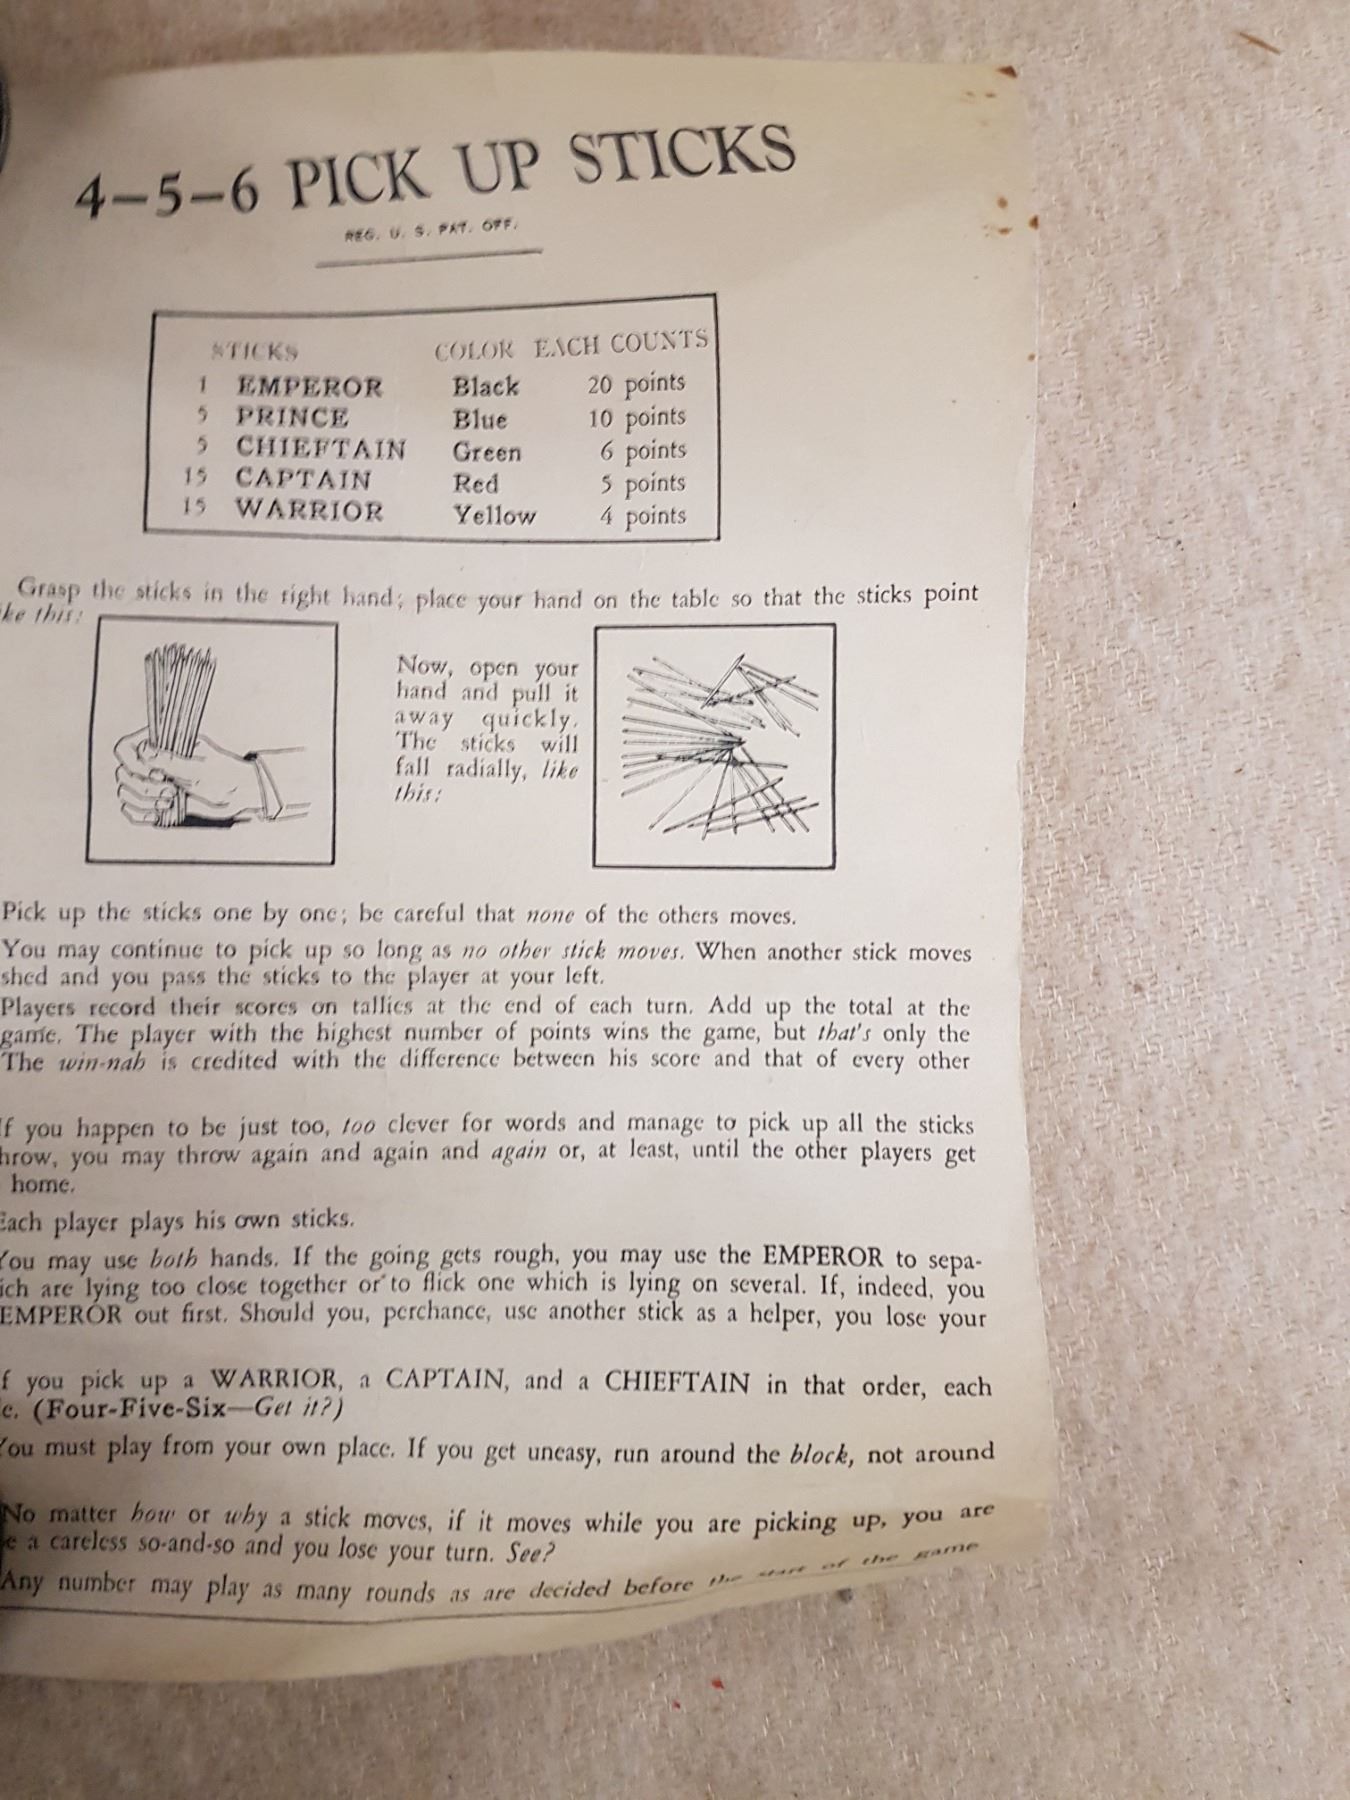 4–5–6 PICK UP STICKS
REG. U. S. PAT. OFF.
STICKS COLOR EACH COUNTS
1 EMPEROR Black 20 points
5 PRINCE Blue 10 points
5 CHIEFTAIN Green 6 points
15 CAPTAIN Red 5 points
15 WARRIOR Yellow 4 points
Grasp the sticks in the right hand; place your hand on the table so that the sticks point
ke this:
Now, open your
hand and pull it
away quickly.
The sticks will
fall radially, like
this:
Pick up the sticks one by one; be careful that none of the others moves.
You may continue to pick up so long as no other stick moves. When another stick moves
shed and you pass the sticks to the player at your left.
Players record their scores on tallies at the end of each turn. Add up the total at the
game. The player with the highest number of points wins the game, but that's only the
The win-nah is credited with the difference between his score and that of every other
If you happen to be just too, too clever for words and manage to pick up all the sticks
hrow, you may throw again and again and again or, at least, until the other players get
home.
Each player plays his own sticks.
You may use both hands. If the going gets rough, you may use the EMPEROR to sepa-
ich are lying too close together or to flick one which is lying on several. If, indeed, you
EMPEROR out first. Should you, perchance, use another stick as a helper, you lose your
f you pick up a WARRIOR, a CAPTAIN, and a CHIEFTAIN in that order, each
e. (Four-Five-Six—Get it?)
You must play from your own place. If you get uneasy, run around the block, not around
No matter how or why a stick moves, if it moves while you are picking up, you are
e a careless so-and-so and you lose your turn. See?
Any number may play as many rounds as are decided before the start of the game